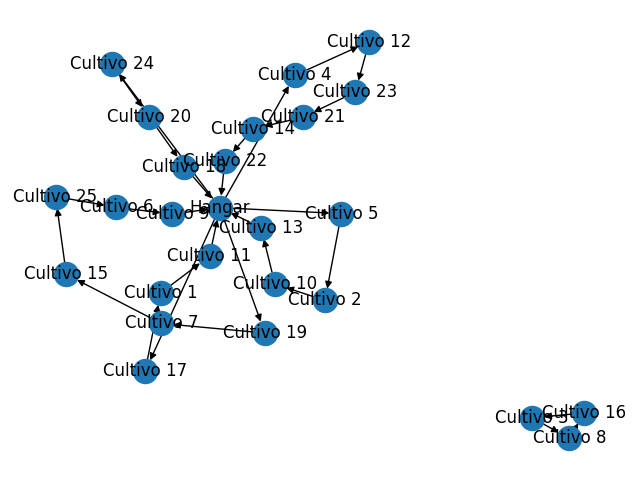 Cultivo 12
Cultivo 24
Cultivo 4
Cultivo 23
Cultivo 20
Cultivo 21
Cultivo 14
Cultivo 22
Cultivo 18
Cultivo 25
Cultivo 6
Hangar
Cultivo 9
Cultivo 5
Cultivo 13
Cultivo 11
Cultivo 15
Cultivo 10
Cultivo 1
Cultivo 2
Cultivo 7
Cultivo 19
Cultivo 17
Cultivo 16
Cultivo 3
Cultivo 8